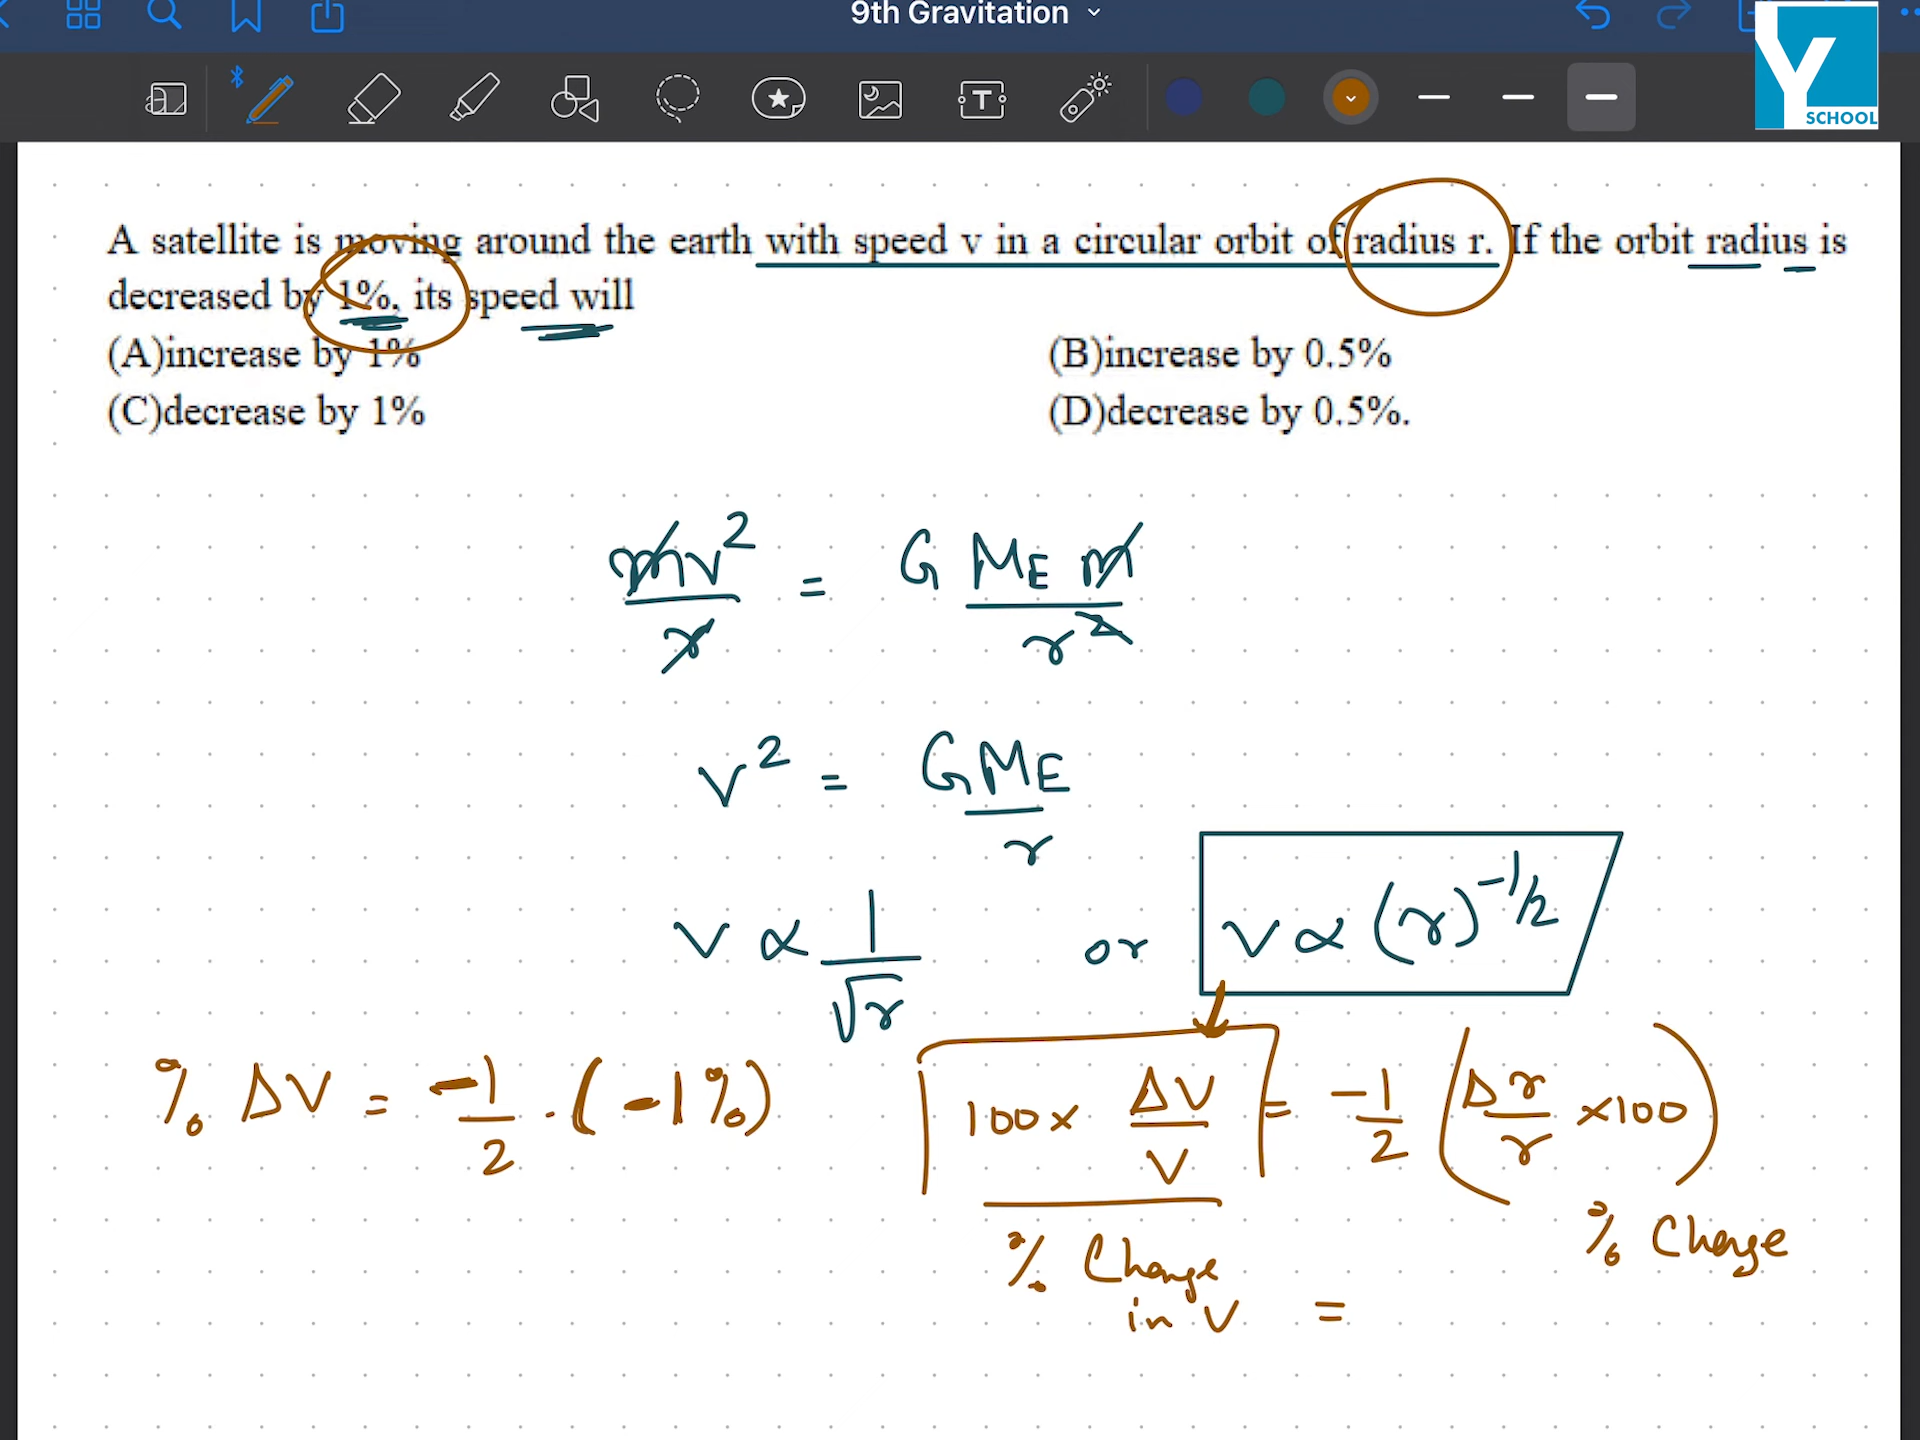 9th Gravitation
Y
SCHOOL
A satellite is moving around the earth with speed v in a circular orbit of radius r. If the orbit radius is
decreased by 1%, its speed will
(A)increase by 1% (B)increase by 0.5%
(C)decrease by 1% (D)decrease by 0.5%.
mv²/r = G M_E m/r²
v² = GM_E/r
v ∝ 1/√r or v ∝ (r)^-1/2
% ΔV = -1/2 . (-1%) 100 × ΔV/V = -1/2 (Δr/r ×100)
% Change % Change
in V =